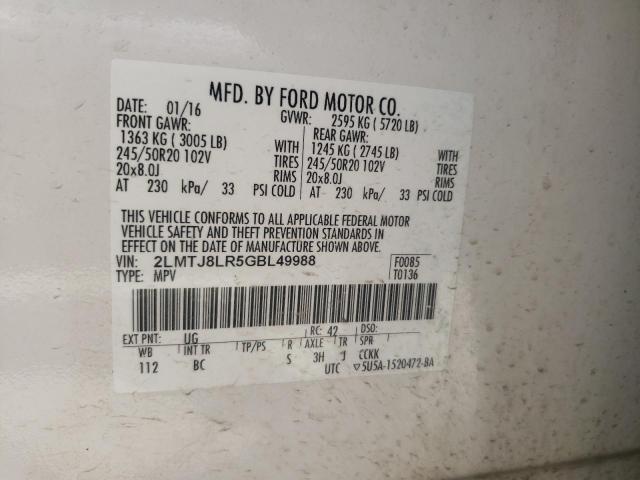 MFD. BY FORD MOTOR CO.
DATE: 01/16 GVWR: 2595 KG ( 5720 LB)
FRONT GAWR: REAR GAWR:
1363 KG ( 3005 LB) WITH 1245 KG ( 2745 LB) WITH
245/50R20 102V TIRES 245/50R20 102V TIRES
20x8.0J RIMS 20x8.0J RIMS
AT 230 kPa/ 33 PSI COLD AT 230 kPa/ 33 PSI COLD
THIS VEHICLE CONFORMS TO ALL APPLICABLE FEDERAL MOTOR
VEHICLE SAFETY AND THEFT PREVENTION STANDARDS IN
EFFECT ON THE DATE OF MANUFACTURE SHOWN ABOVE.
VIN: 2LMTJ8LR5GBL49988 F0085
TYPE: MPV T0136
EXT PNT: UG RC: 42 DSO:
WB INT TR TP/PS R AXLE TR SPR
112 BC S 3H J CCKK
UTC ▽5U5A-1520472-BA